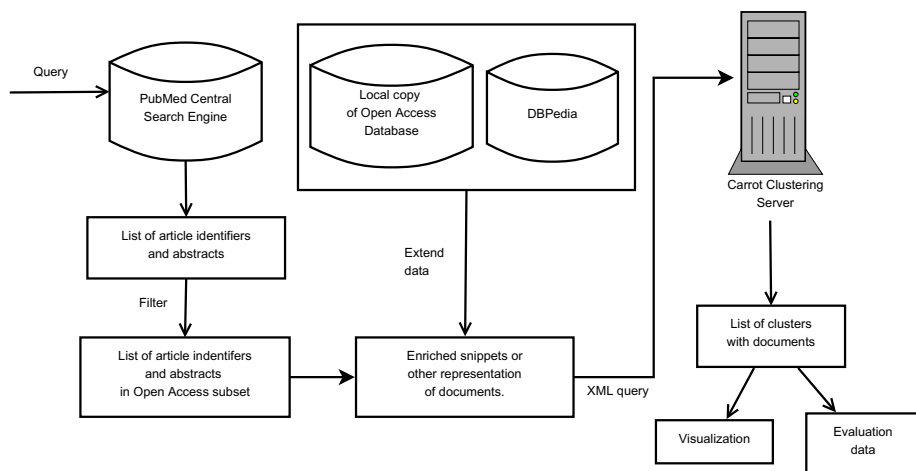 Query
PubMed Central
Search Engine
Local copy
of Open Access
Database
DBPedia
Carrot Clustering
Server
List of article identifiers
and abstracts
Extend
data
Filter
List of article indentifers
and abstracts
in Open Access subset
Enriched snippets or
other representation
of documents.
XML query
List of clusters
with documents
Visualization
Evaluation
data